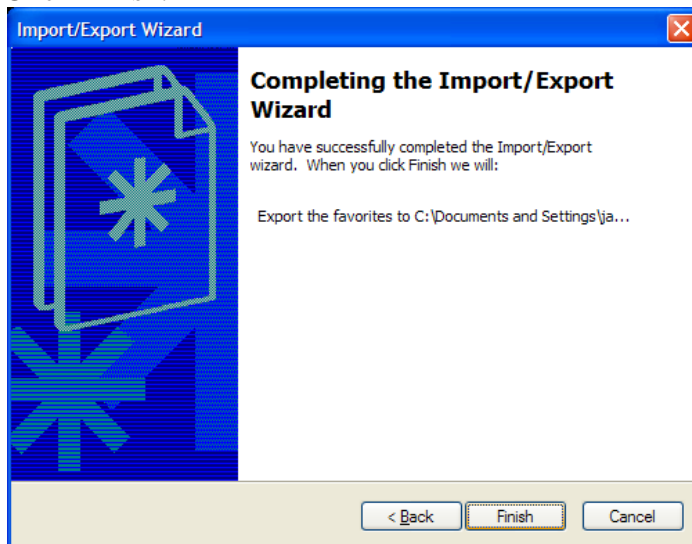 Import/Export Wizard
Completing the Import/Export
Wizard
You have successfully completed the Import/Export
wizard. When you click Finish we will:
Export the favorites to C:\Documents and Settings\ja...
< Back
Finish
Cancel